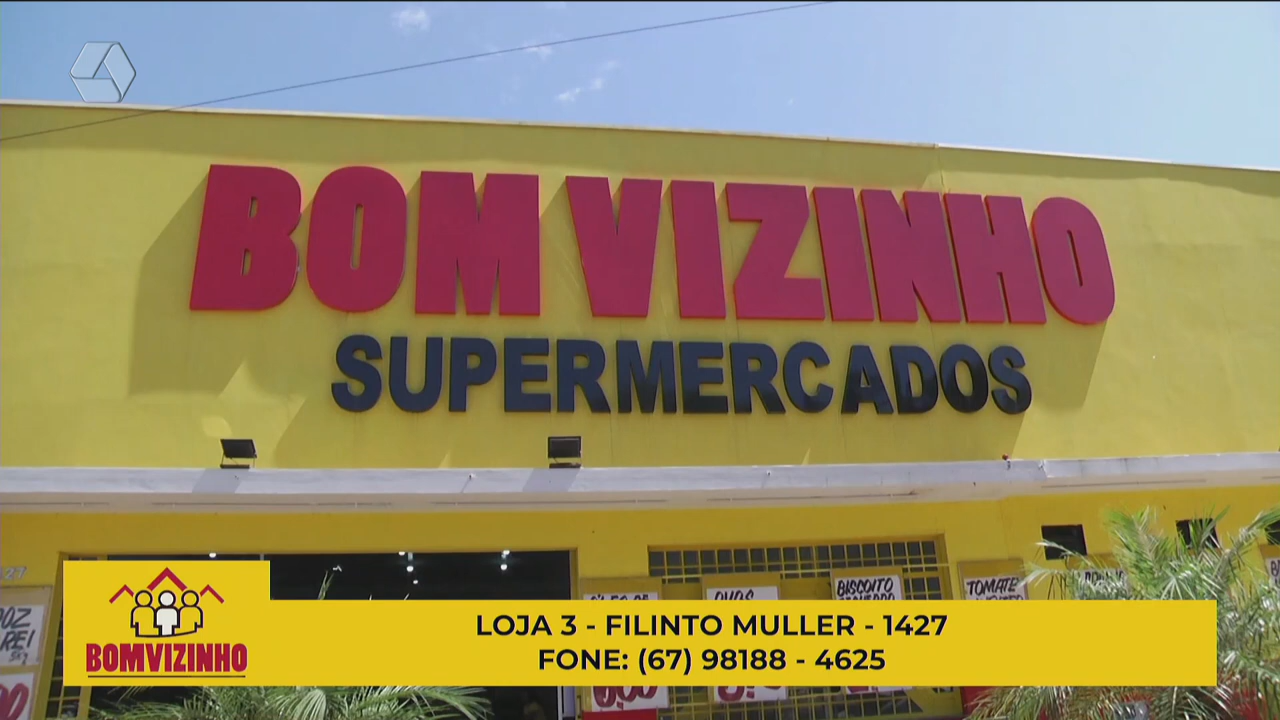 BOM VIZINHO
SUPERMERCADOS
TOMATE
BISCOITO
OVOS
BOMVIZINHO
LOJA 3 - FILINTO MULLER - 1427
FONE: (67) 98188 - 4625